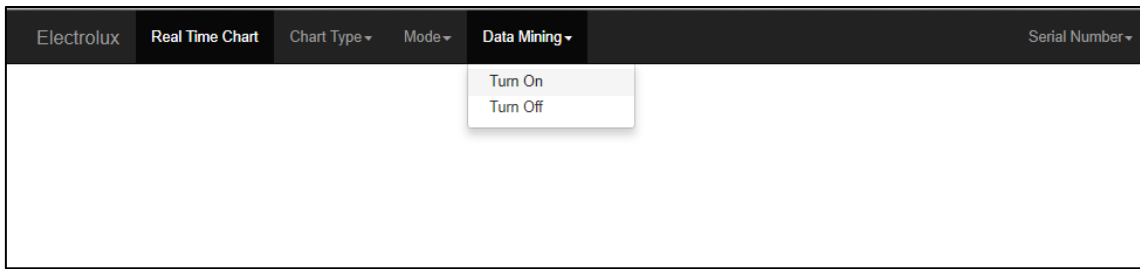 Electrolux Real Time Chart Chart Type Mode Data Mining Serial Number
Turn On
Turn Off